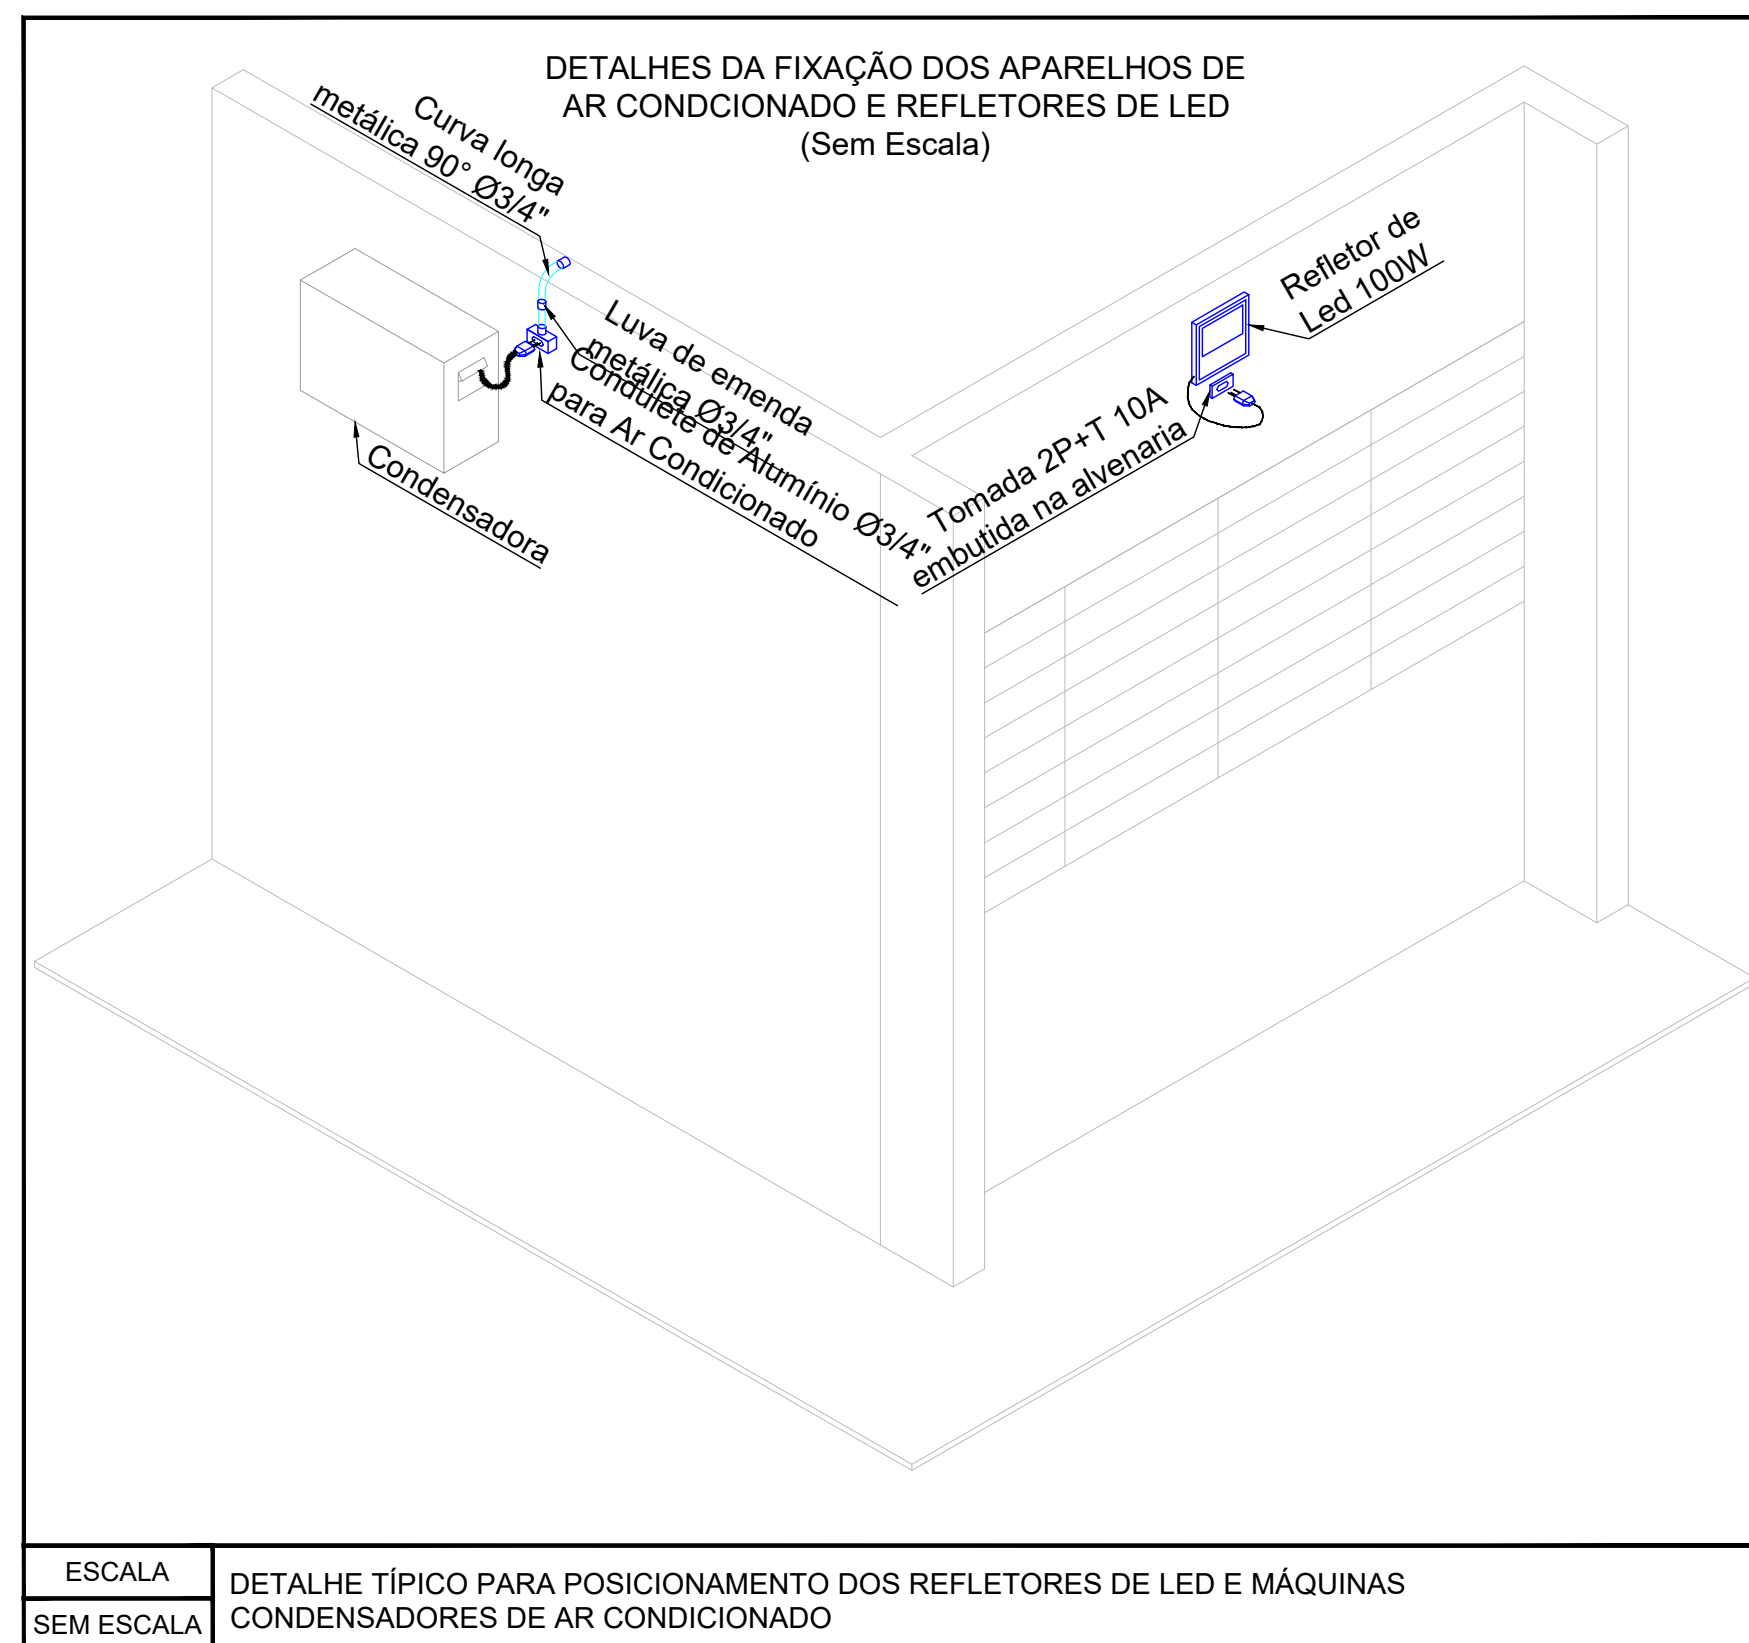 DETALHES DA FIXAÇÃO DOS APARELHOS DE
AR CONDCIONADO E REFLETORES DE LED
(Sem Escala)
Curva longa
metálica 90° Ø3/4"
Luva de emenda
metálica Ø3/4"
Condulete de Alumínio Ø3/4"
para Ar Condicionado
Condensadora
Refletor de
Led 100W
Tomada 2P+T 10A
embutida na alvenaria
ESCALA
SEM ESCALA
DETALHE TÍPICO PARA POSICIONAMENTO DOS REFLETORES DE LED E MÁQUINAS
CONDENSADORES DE AR CONDICIONADO